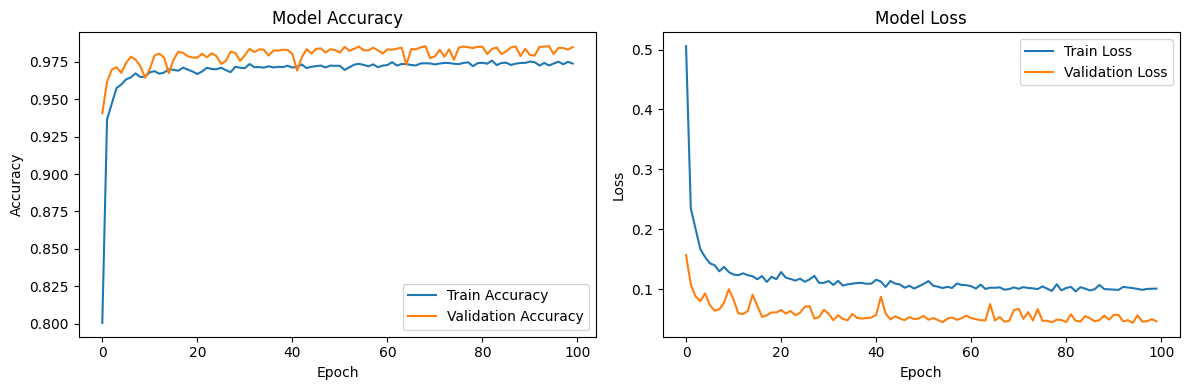 Model Accuracy
Accuracy
0.975
0.950
0.925
0.900
0.875
0.850
0.825
0.800
0
20
40
60
80
100
Epoch
Train Accuracy
Validation Accuracy
Model Loss
Loss
0.5
0.4
0.3
0.2
0.1
0
20
40
60
80
100
Epoch
Train Loss
Validation Loss